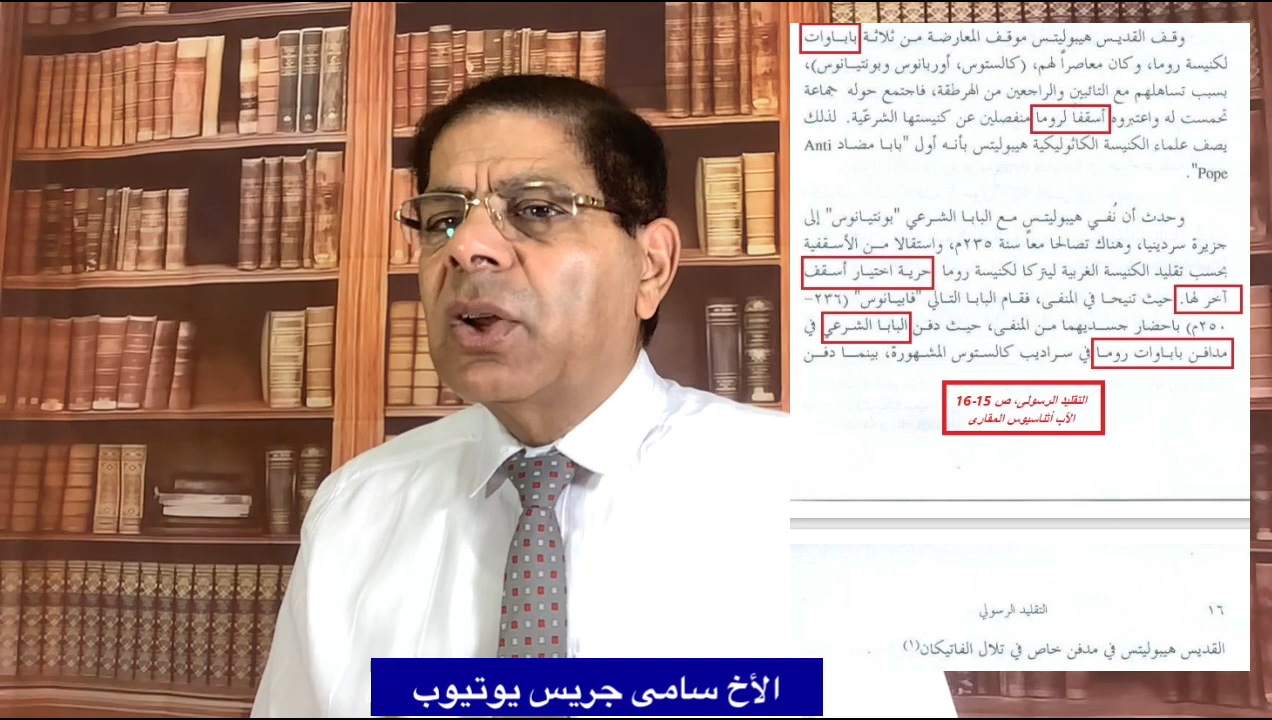 وقف القديس هيبوليتس موقف المعارضة من ثلاثة باباوات
لكنيسة روما، وكان معاصراً لهم، (كالستوس، أوربانوس وبونتيانوس)،
بسبب تساهلهم مع التائبين والراجعين من الهرطقة، فاجتمع حوله جماعة
تحمست له واعتبروه أسقفاً لروما منفصلين عن كنيستها الشرعيّة. لذلك
يصف علماء الكنيسة الكاثوليكية هيبوليتس بأنه أول "بابا مضاد Anti
Pope".
وحدث أن نُفي هيبوليتس مع البابا الشرعي "بونتيانوس" إلى
جزيرة سردينيا، وهناك تصالحا معاً سنة ٢٣٥م، واستقالا من الأسقفية
بحسب تقليد الكنيسة الغربية ليتركا لكنيسة روما حرية اختيار أسقف
آخر لها. حيث تنيحا في المنفى، فقام البابا التالي "فابيانوس" (٢٣٦–
٢٥٠م) باحضار جسديهما من المنفى، حيث دفن البابا الشرعي في
مدافن باباوات روما في سراديب كالستوس المشهورة، بينما دفن
التقليد الرسولى، ص 15-16
الأب أثناسيوس المقارى
١٦ التقليد الرسولي
القديس هيبوليتس في مدفن خاص في تلال الفاتيكان(١).
الأخ سامى جريس يوتيوب